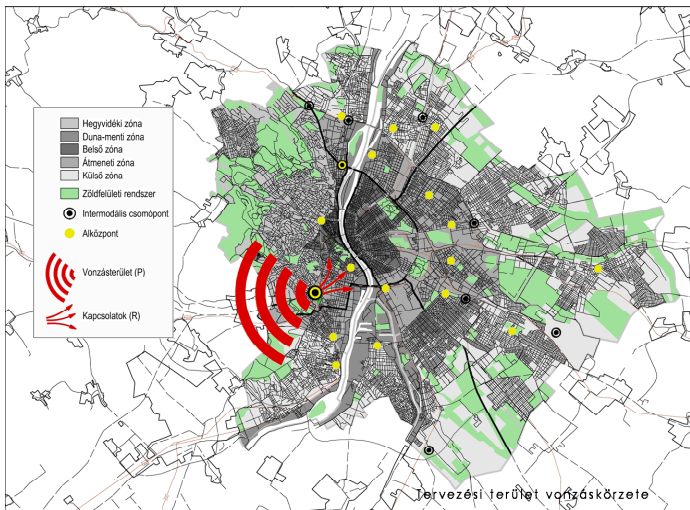 Hegyvidéki zóna
Duna-menti zóna
Belső zóna
Átmeneti zóna
Külső zóna
Zöldfelületi rendszer
Intermodális csomópont
Alközpont
Vonzásterület (P)
Kapcsolatok (R)
Tervezési terület vonzáskörzete